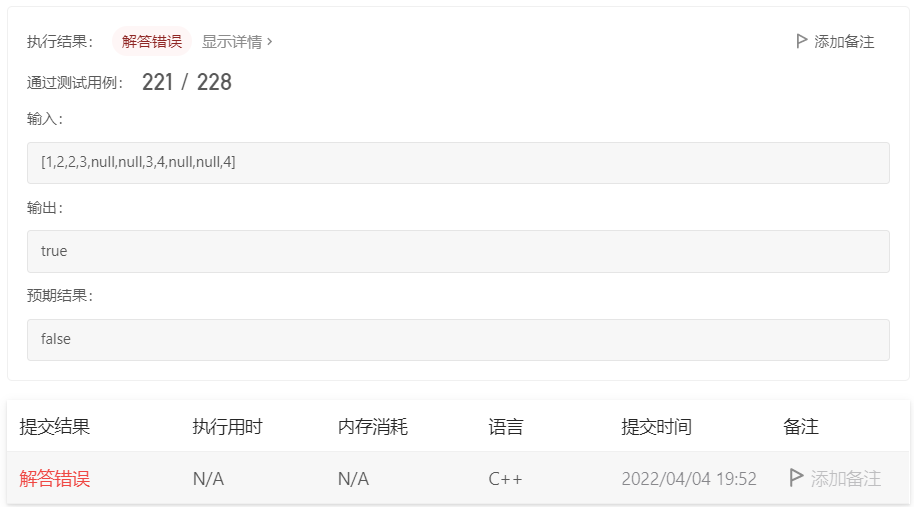 执行结果： 解答错误 显示详情 › 添加备注
通过测试用例： 221 / 228
输入：
[1,2,2,3,null,null,3,4,null,null,4]
输出：
true
预期结果：
false
提交结果 执行用时 内存消耗 语言 提交时间 备注
解答错误 N/A N/A C++ 2022/04/04 19:52 添加备注